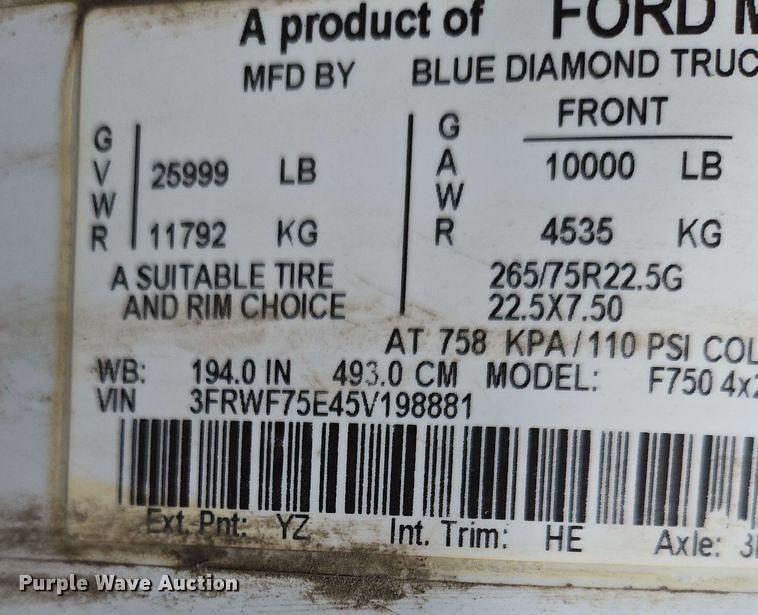 A product of FORD M
MFD BY BLUE DIAMOND TRUC
FRONT
GVWR 25999 LB GAWR 10000 LB
11792 KG 4535 KG
A SUITABLE TIRE 265/75R22.5G
AND RIM CHOICE 22.5X7.50
AT 758 KPA/110 PSI COL
WB: 194.0 IN 493.0 CM MODEL: F750 4x2
VIN 3FRWF75E45V198881
Ext. Pnt: YZ Int. Trim: HE Axle: 3
Purple Wave Auction